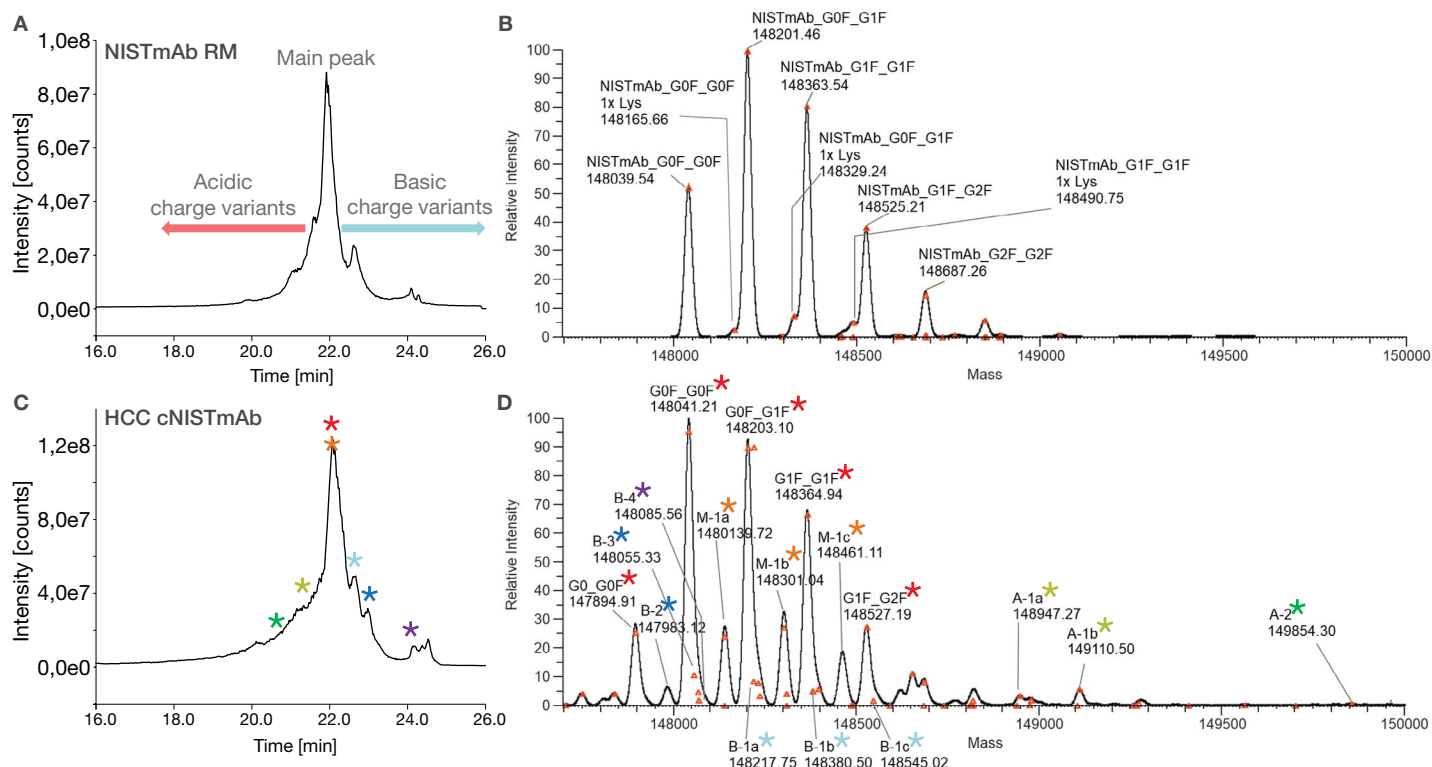 A
NISTmAb RM
1,0e8
8,0e7
6,0e7
4,0e7
2,0e7
0,0e0
Intensity [counts]
Main peak
Acidic
charge variants
Basic
charge variants
16.0 18.0 20.0 22.0 24.0 26.0
Time [min]
B
NISTmAb_G0F_G1F
148201.46
NISTmAb_G1F_G1F
148363.54
NISTmAb_G0F_G0F
1x Lys
148165.66
NISTmAb_G0F_G1F
1x Lys
148329.24
NISTmAb_G1F_G1F
1x Lys
148490.75
NISTmAb_G0F_G0F
148039.54
NISTmAb_G1F_G2F
148525.21
NISTmAb_G2F_G2F
148687.26
100
90
80
70
60
50
40
30
20
10
0
Relative Intensity
148000 148500 149000 149500 150000
Mass
C
HCC cNISTmAb
1,2e8
8,0e7
4,0e7
0,0e0
Intensity [counts]
16.0 18.0 20.0 22.0 24.0 26.0
Time [min]
D
G0F_G0F
148041.21
G0F_G1F
148203.10
G1F_G1F
148364.94
B-4
148085.56
M-1a
1480139.72
M-1c
148461.11
B-3
148055.33
M-1b
148301.04
G0_G0F
147894.91
B-2
147983.12
G1F_G2F
148527.19
A-1a
148947.27
A-1b
149110.50
A-2
149854.30
100
90
80
70
60
50
40
30
20
10
0
Relative Intensity
148000 148500 149000 149500 150000
Mass
B-1a
148217.75
B-1b
148380.50
B-1c
148545.02